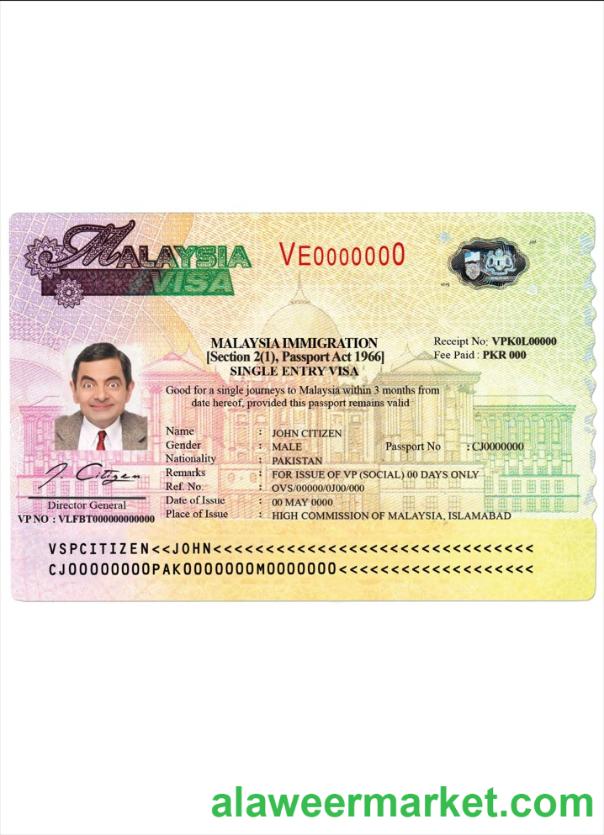 MALAYSIA VISA
VE0000000
MALAYSIA IMMIGRATION
[Section 2(1), Passport Act 1966]
SINGLE ENTRY VISA
Receipt No: VPK0L00000
Fee Paid : PKR 000
Good for a single journeys to Malaysia within 3 months from
date hereof, provided this passport remains valid
Name : JOHN CITIZEN
Gender : MALE Passport No : CJ0000000
Nationality : PAKISTAN
Remarks : FOR ISSUE OF VP (SOCIAL) 00 DAYS ONLY
Ref. No. : OVS/00000/0J00/000
Date of Issue : 00 MAY 0000
Place of Issue : HIGH COMMISSION OF MALAYSIA, ISLAMABAD
J. Citizen
Director General
VP NO : VLFBT000000000000
VSPCITIZEN<<JOHN<<<<<<<<<<<<<<<<<<<<<<<<<<<<<<
CJ00000000PAK0000000M0000000<<<<<<<<<<<<<<<<<<
alaweermarket.com